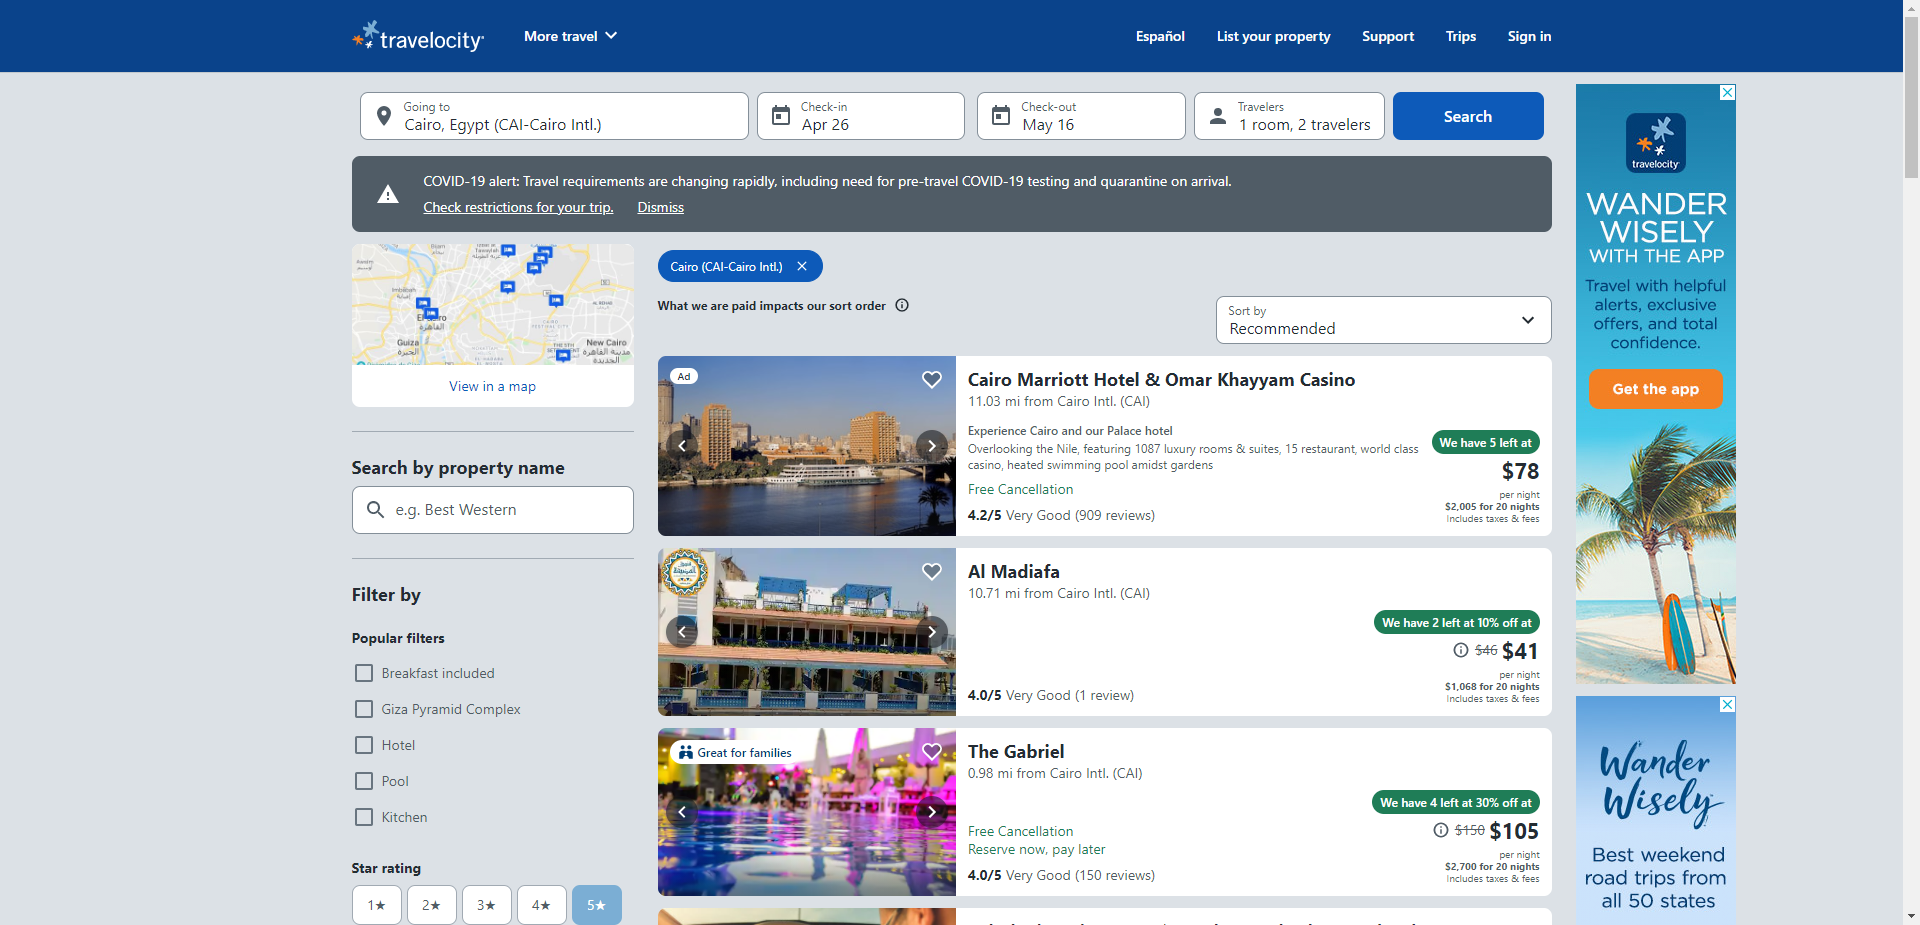 travelocity
More travel
Español
List your property
Support
Trips
Sign in
Going to
Cairo, Egypt (CAI-Cairo Intl.)
Check-in
Apr 26
Check-out
May 16
Travelers
1 room, 2 travelers
Search
COVID-19 alert: Travel requirements are changing rapidly, including need for pre-travel COVID-19 testing and quarantine on arrival.
Check restrictions for your trip.
Dismiss
Imbabah
Guiza
الجيزة
القاهرة
New Cairo
View in a map
Search by property name
e.g. Best Western
Filter by
Popular filters
Breakfast included
Giza Pyramid Complex
Hotel
Pool
Kitchen
Star rating
1★
2★
3★
4★
5★
Cairo (CAI-Cairo Intl.)
What we are paid impacts our sort order
Sort by
Recommended
Ad
Cairo Marriott Hotel & Omar Khayyam Casino
11.03 mi from Cairo Intl. (CAI)
Experience Cairo and our Palace hotel
Overlooking the Nile, featuring 1087 luxury rooms & suites, 15 restaurant, world class
casino, heated swimming pool amidst gardens
Free Cancellation
4.2/5 Very Good (909 reviews)
We have 5 left at
$78
per night
$2,005 for 20 nights
Includes taxes & fees
Al Madiafa
10.71 mi from Cairo Intl. (CAI)
4.0/5 Very Good (1 review)
We have 2 left at 10% off at
$46 $41
per night
$1,068 for 20 nights
Includes taxes & fees
Great for families
The Gabriel
0.98 mi from Cairo Intl. (CAI)
Free Cancellation
Reserve now, pay later
4.0/5 Very Good (150 reviews)
We have 4 left at 30% off at
$150 $105
per night
$2,700 for 20 nights
Includes taxes & fees
travelocity
WANDER
WISELY
WITH THE APP
Travel with helpful
alerts, exclusive
offers, and total
confidence.
Get the app
Wander
Wisely
Best weekend
road trips from
all 50 states